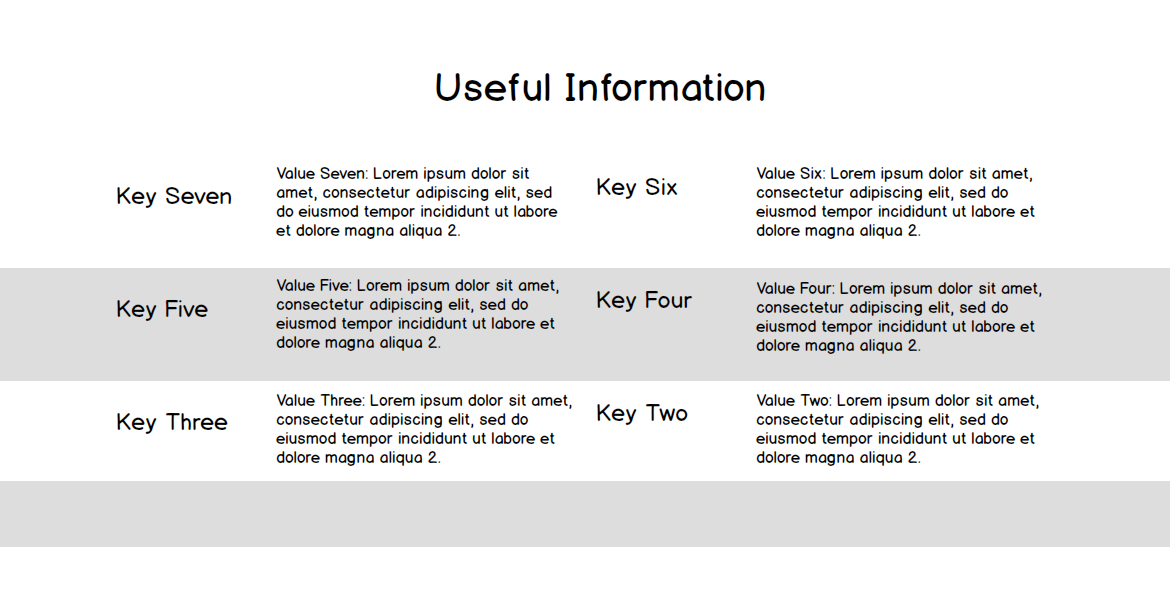 Useful Information
Key Seven
Value Seven: Lorem ipsum dolor sit
amet, consectetur adipiscing elit, sed
do eiusmod tempor incididunt ut labore
et dolore magna aliqua 2.
Key Six
Value Six: Lorem ipsum dolor sit amet,
consectetur adipiscing elit, sed do
eiusmod tempor incididunt ut labore et
dolore magna aliqua 2.
Key Five
Value Five: Lorem ipsum dolor sit amet,
consectetur adipiscing elit, sed do
eiusmod tempor incididunt ut labore et
dolore magna aliqua 2.
Key Four
Value Four: Lorem ipsum dolor sit amet,
consectetur adipiscing elit, sed do
eiusmod tempor incididunt ut labore et
dolore magna aliqua 2.
Key Three
Value Three: Lorem ipsum dolor sit amet,
consectetur adipiscing elit, sed do
eiusmod tempor incididunt ut labore et
dolore magna aliqua 2.
Key Two
Value Two: Lorem ipsum dolor sit amet,
consectetur adipiscing elit, sed do
eiusmod tempor incididunt ut labore et
dolore magna aliqua 2.